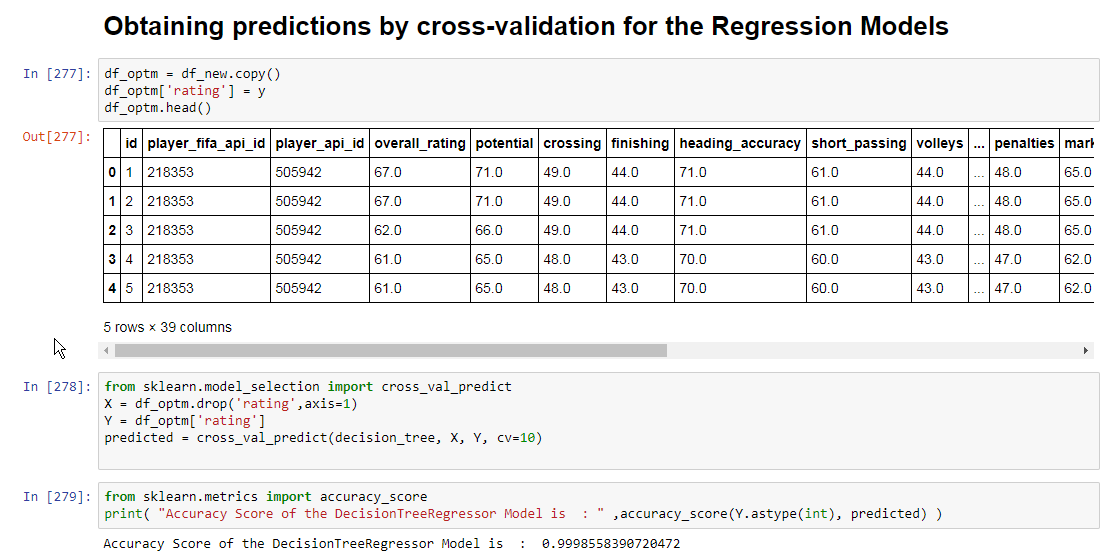 Obtaining predictions by cross-validation for the Regression Models
In [277]: df_optm = df_new.copy()
df_optm['rating'] = y
df_optm.head()
Out[277]:
id player_fifa_api_id player_api_id overall_rating potential crossing finishing heading_accuracy short_passing volleys ... penalties mark
0 1 218353 505942 67.0 71.0 49.0 44.0 71.0 61.0 44.0 ... 48.0 65.0
1 2 218353 505942 67.0 71.0 49.0 44.0 71.0 61.0 44.0 ... 48.0 65.0
2 3 218353 505942 62.0 66.0 49.0 44.0 71.0 61.0 44.0 ... 48.0 65.0
3 4 218353 505942 61.0 65.0 48.0 43.0 70.0 60.0 43.0 ... 47.0 62.0
4 5 218353 505942 61.0 65.0 48.0 43.0 70.0 60.0 43.0 ... 47.0 62.0
5 rows × 39 columns
In [278]: from sklearn.model_selection import cross_val_predict
X = df_optm.drop('rating',axis=1)
Y = df_optm['rating']
predicted = cross_val_predict(decision_tree, X, Y, cv=10)
In [279]: from sklearn.metrics import accuracy_score
print( "Accuracy Score of the DecisionTreeRegressor Model is  : " ,accuracy_score(Y.astype(int), predicted) )
Accuracy Score of the DecisionTreeRegressor Model is  :  0.9998558390720472